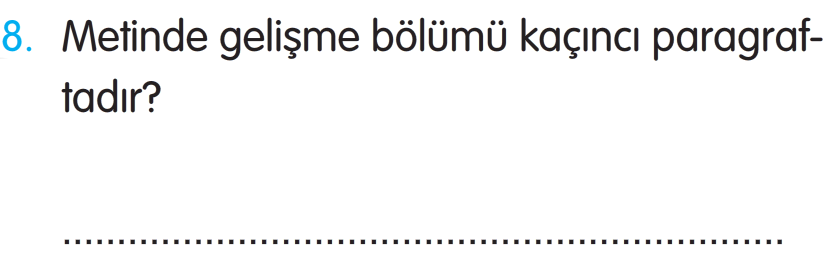 8. Metinde gelişme bölümü kaçıncı paragraf-
tadır?
..................................................................